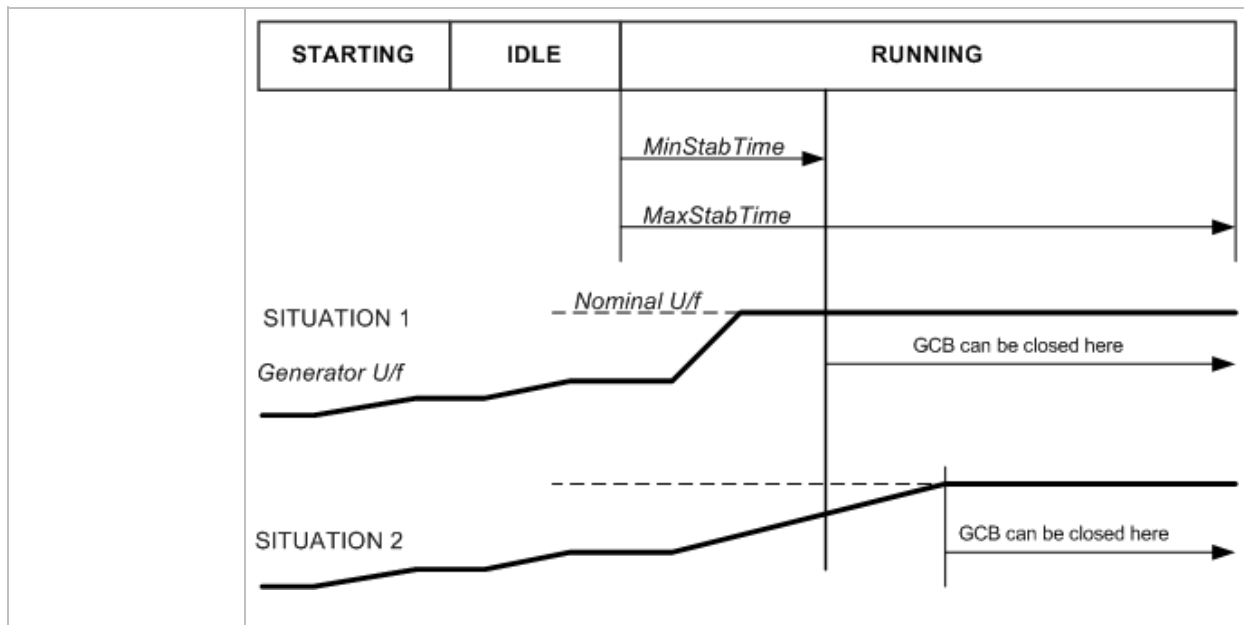 STARTING IDLE RUNNING
MinStabTime
MaxStabTime
Nominal U/f
SITUATION 1
GCB can be closed here
Generator U/f
GCB can be closed here
SITUATION 2